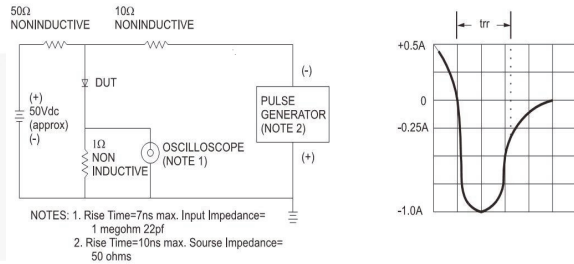 50Ω
NONINDUCTIVE
10Ω
NONINDUCTIVE
trr
+0.5A
(-)
DUT
(+)
50Vdc
(approx)
(-)
PULSE
GENERATOR
(NOTE 2)
0
-0.25A
1Ω
NON
INDUCTIVE
OSCILLOSCOPE
(NOTE 1)
(+)
-1.0A
NOTES: 1. Rise Time=7ns max. Input Impedance=
1 megohm 22pf
2. Rise Time=10ns max. Sourse Impedance=
50 ohms